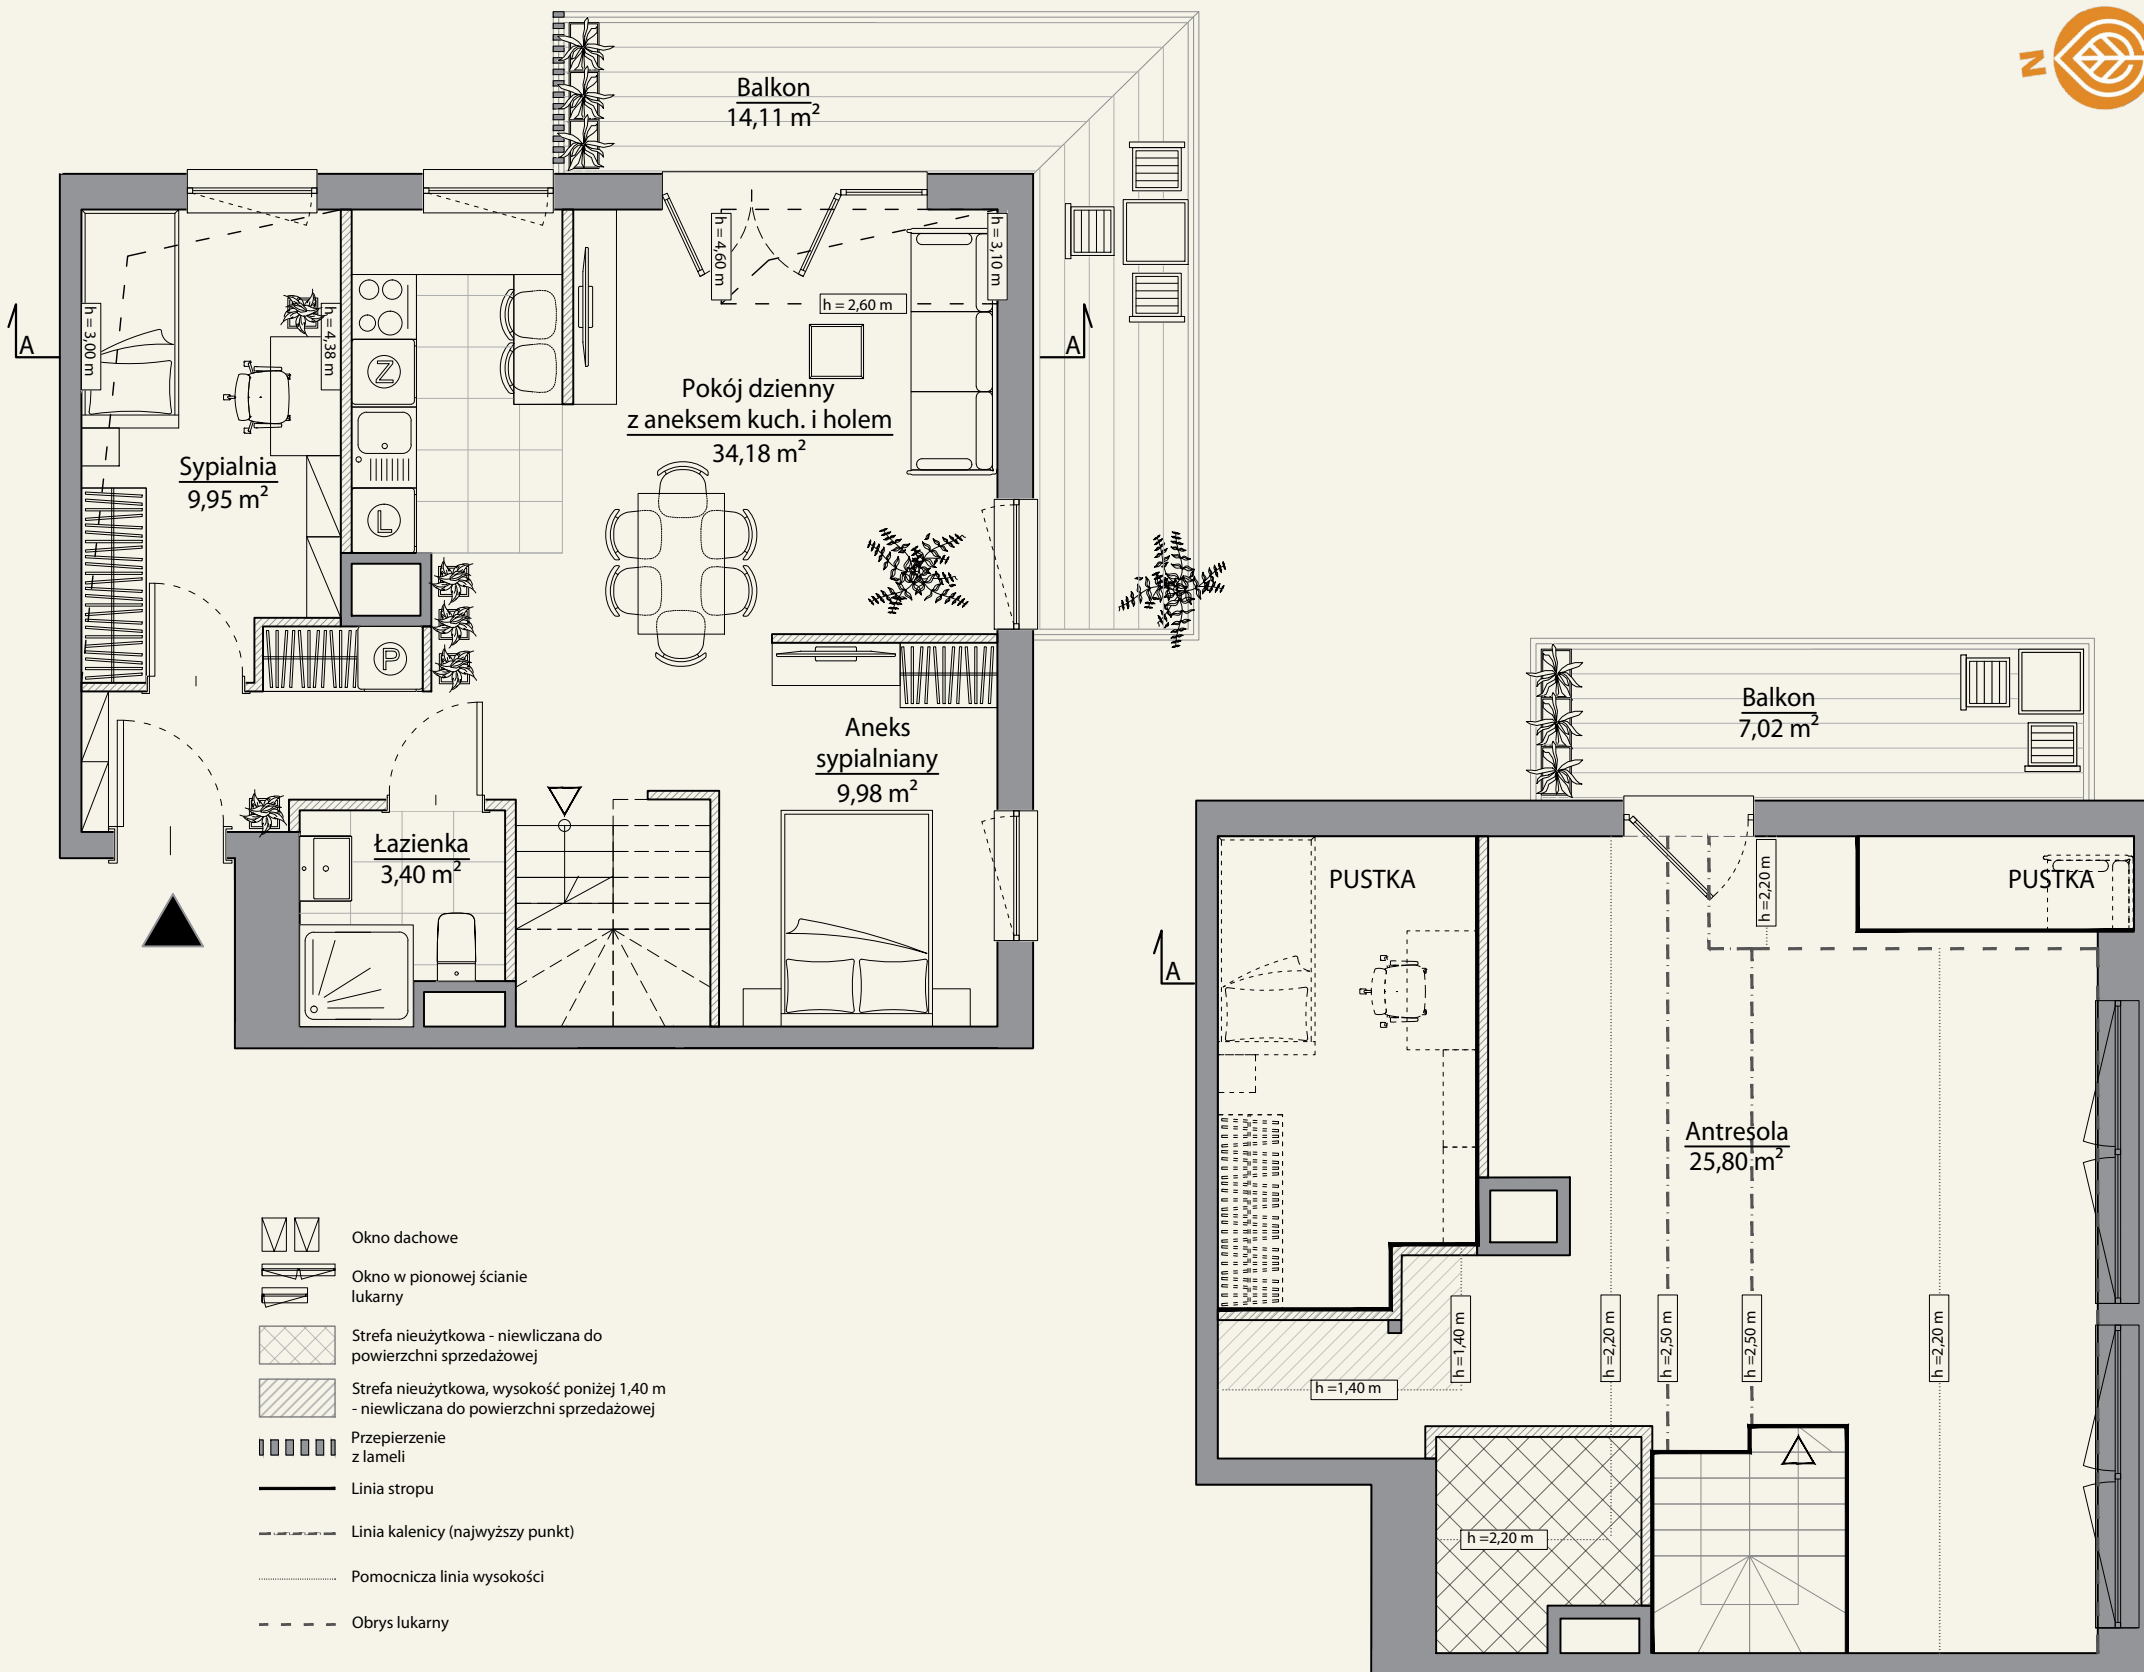 N
Balkon
14,11 m²
h = 4,60 m
h = 3,10 m
h = 2,60 m
h = 3,00 m
h = 4,38 m
A
A
Z
L
P
Pokój dzienny
z aneksem kuch. i holem
34,18 m²
Sypialnia
9,95 m²
Aneks
sypialniany
9,98 m²
Łazienka
3,40 m²
Balkon
7,02 m²
PUSTKA
PUSTKA
h =2,20 m
A
Antresola
25,80 m²
h =1,40 m
h =2,20 m
h =2,50 m
h =2,50 m
h =2,20 m
h =1,40 m
h =2,20 m
Okno dachowe
Okno w pionowej ścianie
lukarny
Strefa nieużytkowa - niewliczana do
powierzchni sprzedażowej
Strefa nieużytkowa, wysokość poniżej 1,40 m
- niewliczana do powierzchni sprzedażowej
Przepierzenie
z lameli
Linia stropu
Linia kalenicy (najwyższy punkt)
Pomocnicza linia wysokości
Obrys lukarny